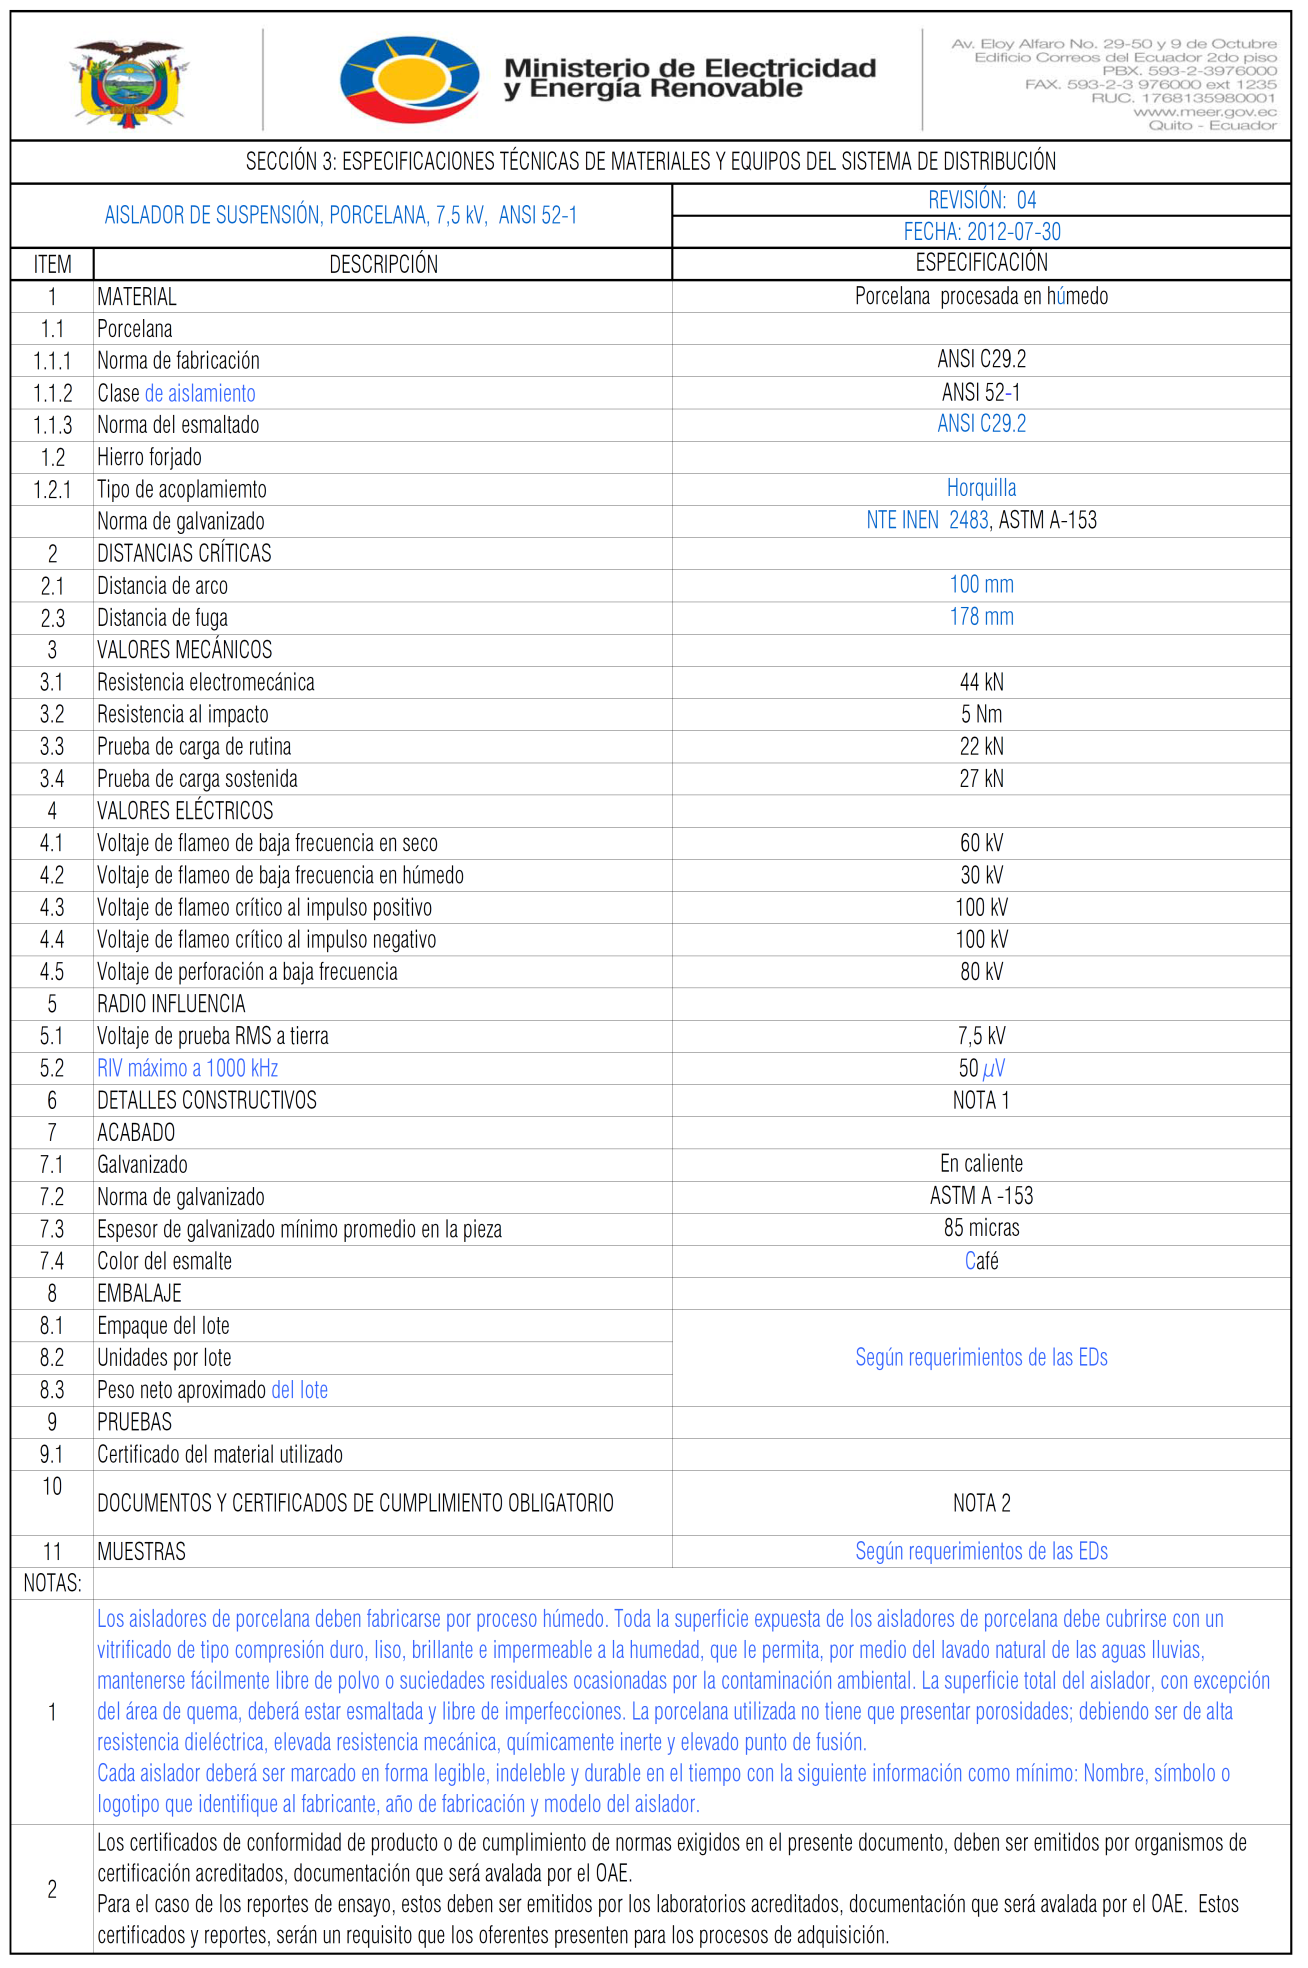 Ministerio de Electricidad
y Energía Renovable
Av. Eloy Alfaro No. 29-50 y 9 de Octubre
Edificio Correos del Ecuador 2do piso
PBX. 593-2-3976000
FAX. 593-2-3 976000 ext 1235
RUC. 1768135980001
www.meer.gov.ec
Quito - Ecuador
SECCIÓN 3: ESPECIFICACIONES TÉCNICAS DE MATERIALES Y EQUIPOS DEL SISTEMA DE DISTRIBUCIÓN
AISLADOR DE SUSPENSIÓN, PORCELANA, 7,5 kV, ANSI 52-1
REVISIÓN: 04
FECHA: 2012-07-30
ITEM DESCRIPCIÓN ESPECIFICACIÓN
1 MATERIAL Porcelana procesada en húmedo
1.1 Porcelana
1.1.1 Norma de fabricación ANSI C29.2
1.1.2 Clase de aislamiento ANSI 52-1
1.1.3 Norma del esmaltado ANSI C29.2
1.2 Hierro forjado
1.2.1 Tipo de acoplamiemto Horquilla
Norma de galvanizado NTE INEN 2483, ASTM A-153
2 DISTANCIAS CRÍTICAS
2.1 Distancia de arco 100 mm
2.3 Distancia de fuga 178 mm
3 VALORES MECÁNICOS
3.1 Resistencia electromecánica 44 kN
3.2 Resistencia al impacto 5 Nm
3.3 Prueba de carga de rutina 22 kN
3.4 Prueba de carga sostenida 27 kN
4 VALORES ELÉCTRICOS
4.1 Voltaje de flameo de baja frecuencia en seco 60 kV
4.2 Voltaje de flameo de baja frecuencia en húmedo 30 kV
4.3 Voltaje de flameo crítico al impulso positivo 100 kV
4.4 Voltaje de flameo crítico al impulso negativo 100 kV
4.5 Voltaje de perforación a baja frecuencia 80 kV
5 RADIO INFLUENCIA
5.1 Voltaje de prueba RMS a tierra 7,5 kV
5.2 RIV máximo a 1000 kHz 50 µV
6 DETALLES CONSTRUCTIVOS NOTA 1
7 ACABADO
7.1 Galvanizado En caliente
7.2 Norma de galvanizado ASTM A -153
7.3 Espesor de galvanizado mínimo promedio en la pieza 85 micras
7.4 Color del esmalte Café
8 EMBALAJE
8.1 Empaque del lote
8.2 Unidades por lote Según requerimientos de las EDs
8.3 Peso neto aproximado del lote
9 PRUEBAS
9.1 Certificado del material utilizado
10 DOCUMENTOS Y CERTIFICADOS DE CUMPLIMIENTO OBLIGATORIO NOTA 2
11 MUESTRAS Según requerimientos de las EDs
NOTAS:
Los aisladores de porcelana deben fabricarse por proceso húmedo. Toda la superficie expuesta de los aisladores de porcelana debe cubrirse con un
vitrificado de tipo compresión duro, liso, brillante e impermeable a la humedad, que le permita, por medio del lavado natural de las aguas lluvias,
mantenerse fácilmente libre de polvo o suciedades residuales ocasionadas por la contaminación ambiental. La superficie total del aislador, con excepción
1 del área de quema, deberá estar esmaltada y libre de imperfecciones. La porcelana utilizada no tiene que presentar porosidades; debiendo ser de alta
resistencia dieléctrica, elevada resistencia mecánica, químicamente inerte y elevado punto de fusión.
Cada aislador deberá ser marcado en forma legible, indeleble y durable en el tiempo con la siguiente información como mínimo: Nombre, símbolo o
logotipo que identifique al fabricante, año de fabricación y modelo del aislador.
Los certificados de conformidad de producto o de cumplimiento de normas exigidos en el presente documento, deben ser emitidos por organismos de
certificación acreditados, documentación que será avalada por el OAE.
2 Para el caso de los reportes de ensayo, estos deben ser emitidos por los laboratorios acreditados, documentación que será avalada por el OAE. Estos
certificados y reportes, serán un requisito que los oferentes presenten para los procesos de adquisición.